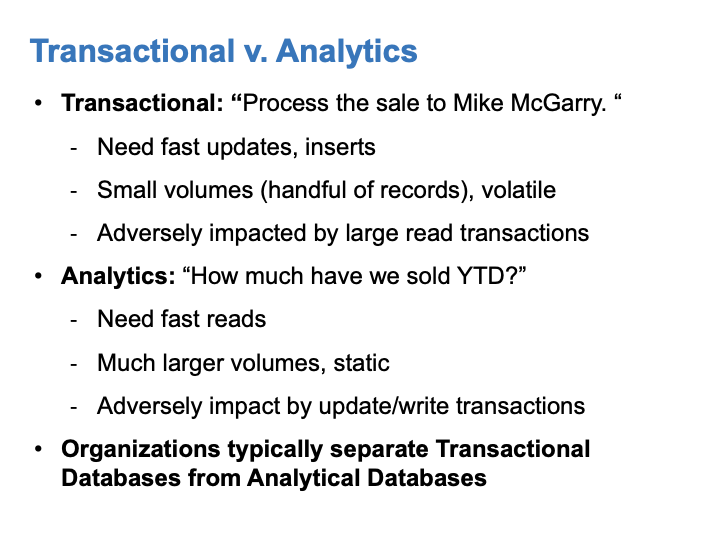 Transactional v. Analytics
• Transactional: “Process the sale to Mike McGarry. “
- Need fast updates, inserts
- Small volumes (handful of records), volatile
- Adversely impacted by large read transactions
• Analytics: “How much have we sold YTD?”
- Need fast reads
- Much larger volumes, static
- Adversely impact by update/write transactions
• Organizations typically separate Transactional
Databases from Analytical Databases